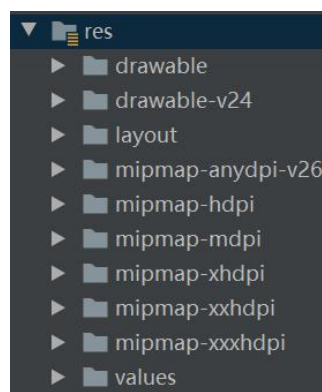 res
drawable
drawable-v24
layout
mipmap-anydpi-v26
mipmap-hdpi
mipmap-mdpi
mipmap-xhdpi
mipmap-xxhdpi
mipmap-xxxhdpi
values